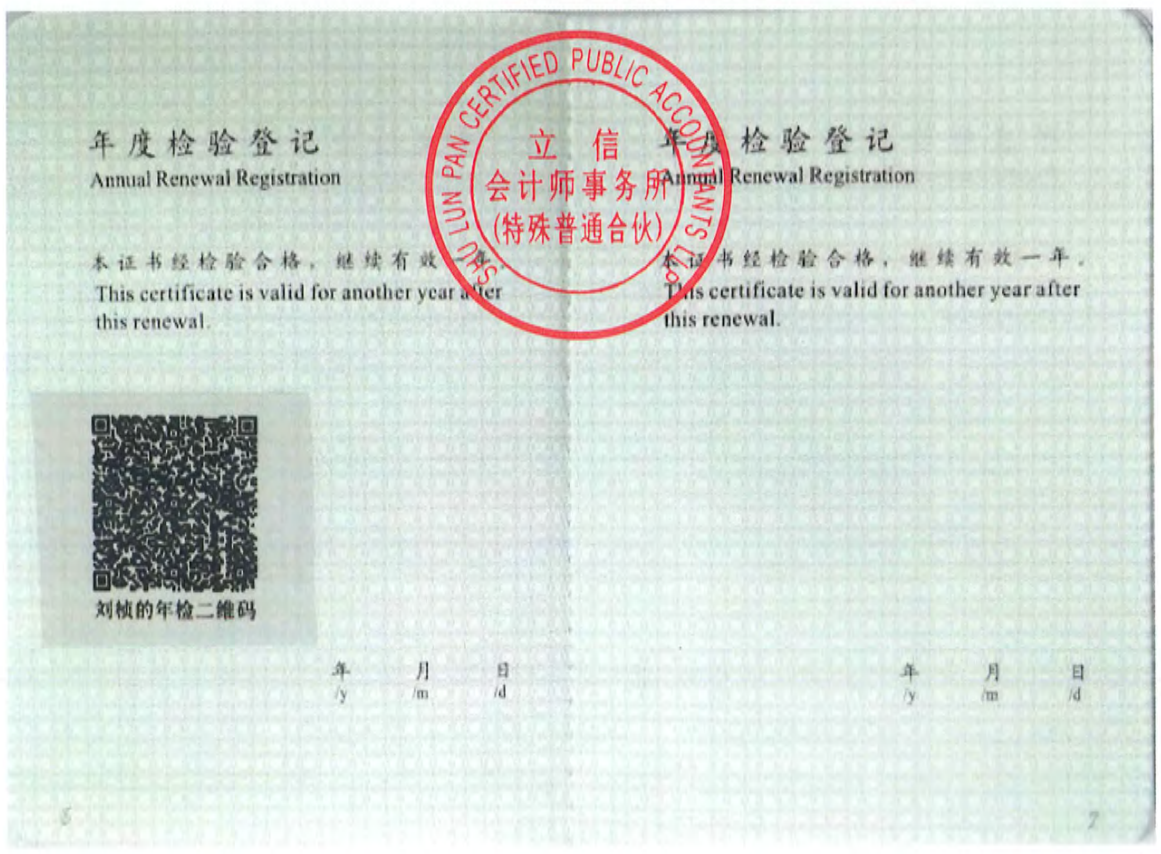 年度检验登记
Annual Renewal Registration
本证书经检验合格，继续有效一年。
This certificate is valid for another year after
this renewal.
刘桢的年检二维码
年 月 日
/y /m /d
6
SHU LUN PAN CERTIFIED PUBLIC ACCOUNTANTS LLP
立信
会计师事务所
(特殊普通合伙)
年度检验登记
Annual Renewal Registration
本证书经检验合格，继续有效一年。
This certificate is valid for another year after
this renewal.
年 月 日
/y /m /d
7